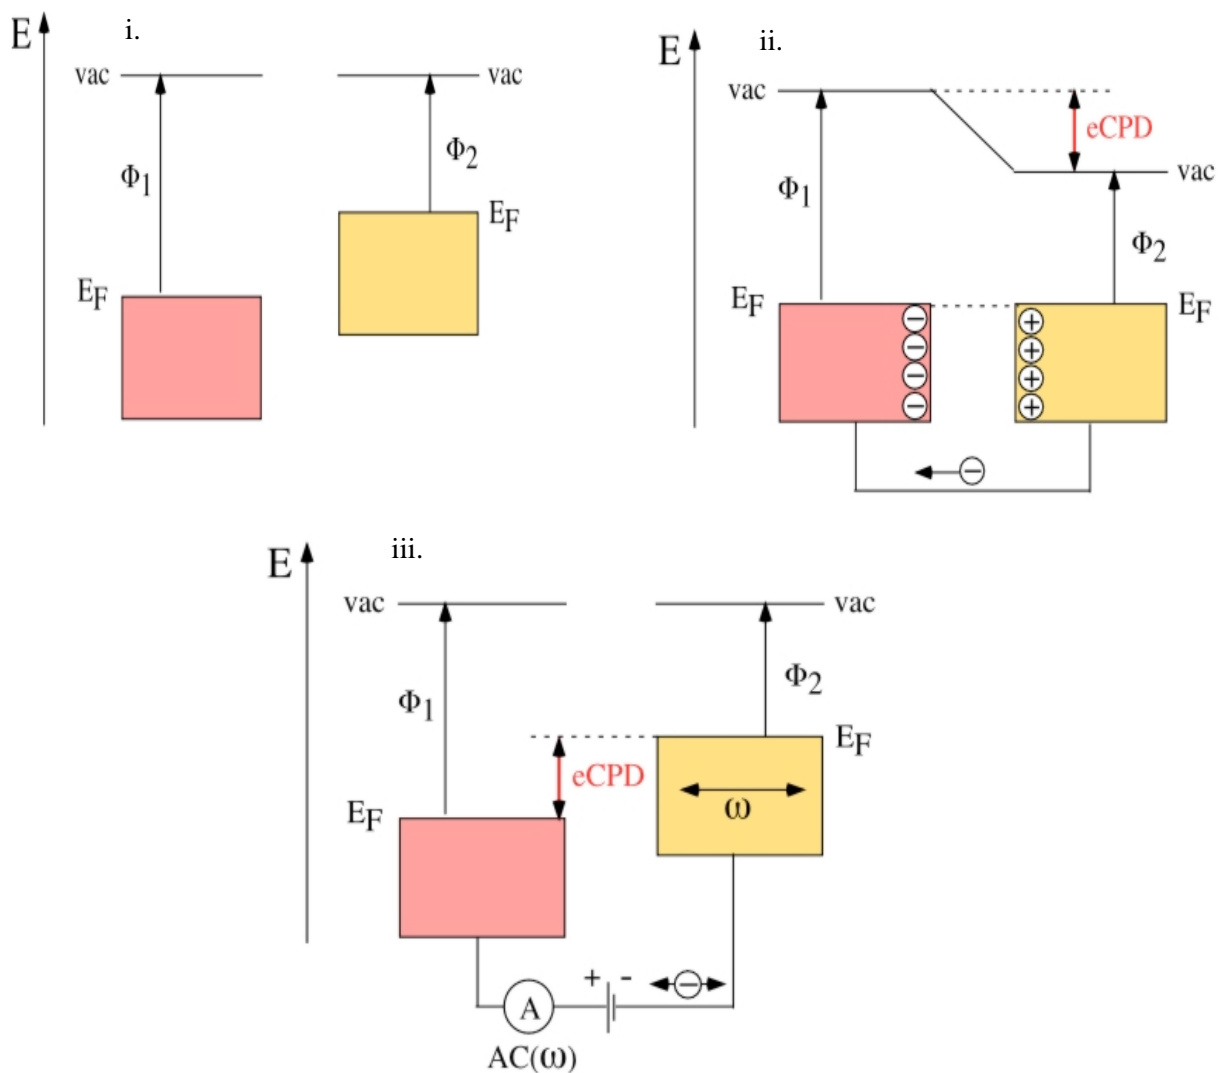 E
i.
vac
vac
Φ1
Φ2
EF
EF
E
ii.
vac
eCPD
vac
Φ1
Φ2
EF
EF
− +
− +
− +
− +
−
E
iii.
vac
vac
Φ1
Φ2
EF
eCPD
EF
ω
+ -
−
A
AC(ω)